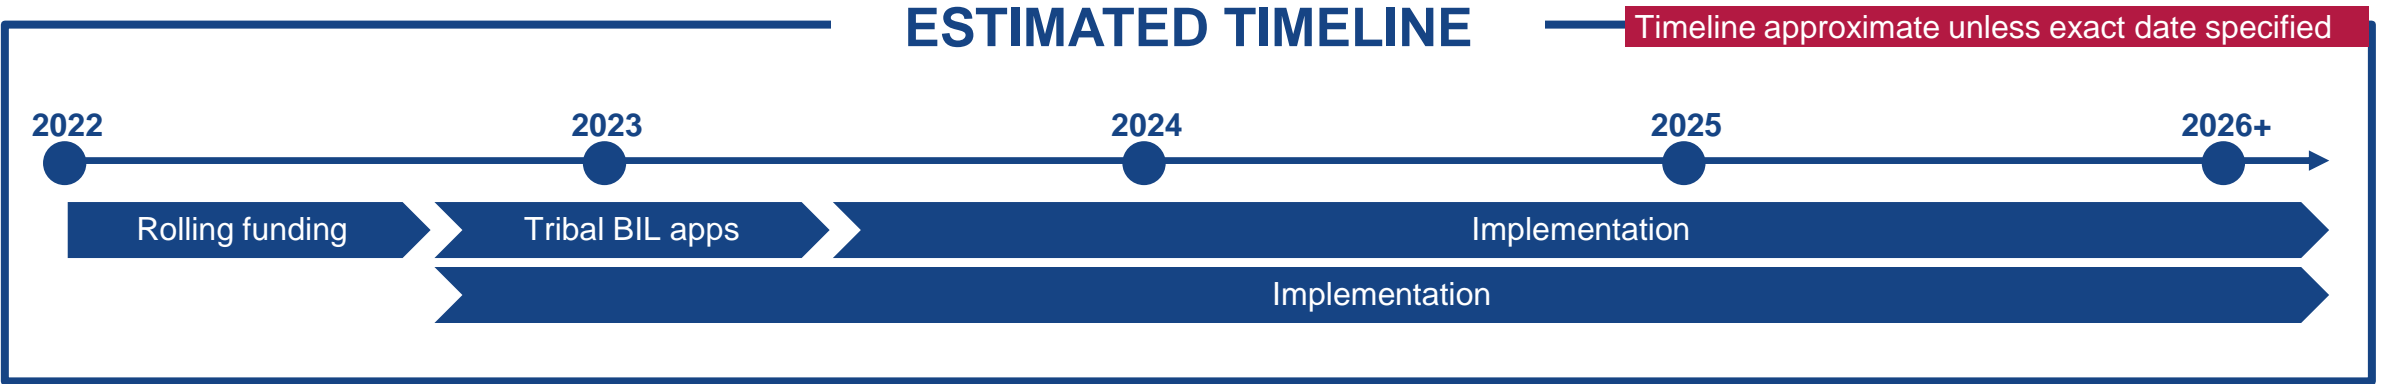 ESTIMATED TIMELINE
Timeline approximate unless exact date specified
2022 2023 2024 2025 2026+
Rolling funding Tribal BIL apps Implementation
Implementation